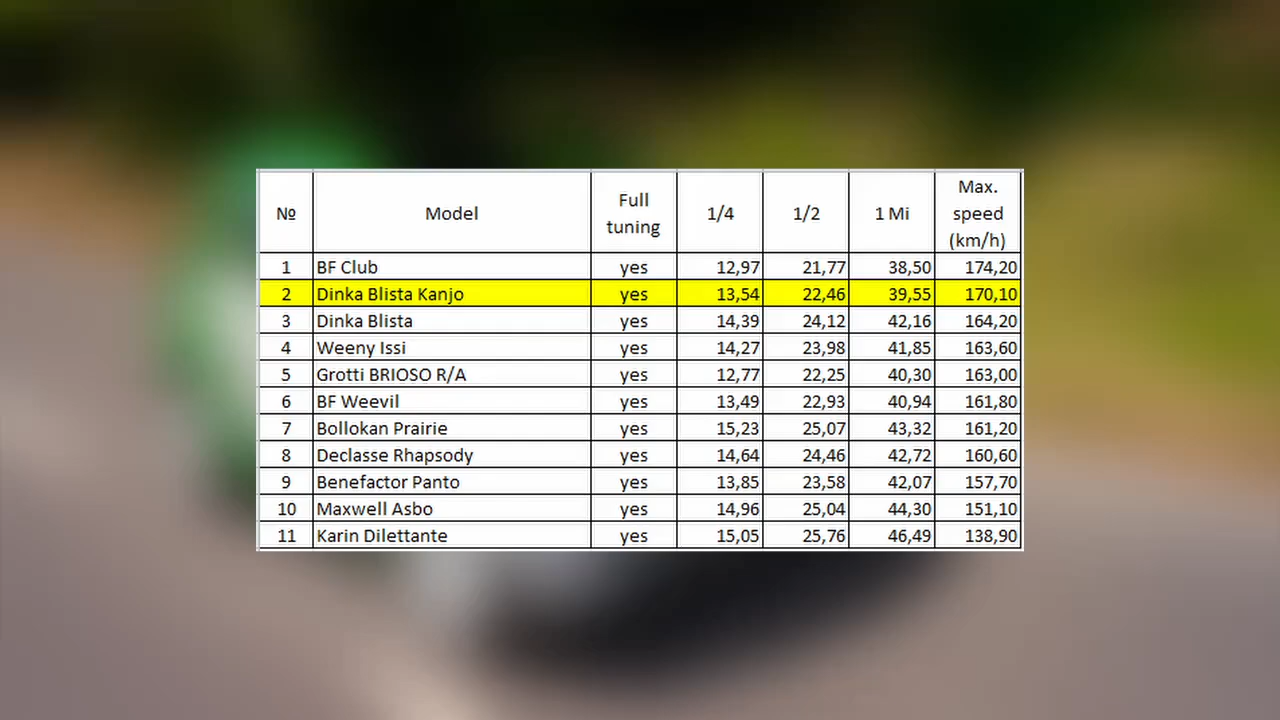 № Model Full tuning 1/4 1/2 1 Mi Max. speed (km/h)
1 BF Club yes 12,97 21,77 38,50 174,20
2 Dinka Blista Kanjo yes 13,54 22,46 39,55 170,10
3 Dinka Blista yes 14,39 24,12 42,16 164,20
4 Weeny Issi yes 14,27 23,98 41,85 163,60
5 Grotti BRIOSO R/A yes 12,77 22,25 40,30 163,00
6 BF Weevil yes 13,49 22,93 40,94 161,80
7 Bollokan Prairie yes 15,23 25,07 43,32 161,20
8 Declasse Rhapsody yes 14,64 24,46 42,72 160,60
9 Benefactor Panto yes 13,85 23,58 42,07 157,70
10 Maxwell Asbo yes 14,96 25,04 44,30 151,10
11 Karin Dilettante yes 15,05 25,76 46,49 138,90